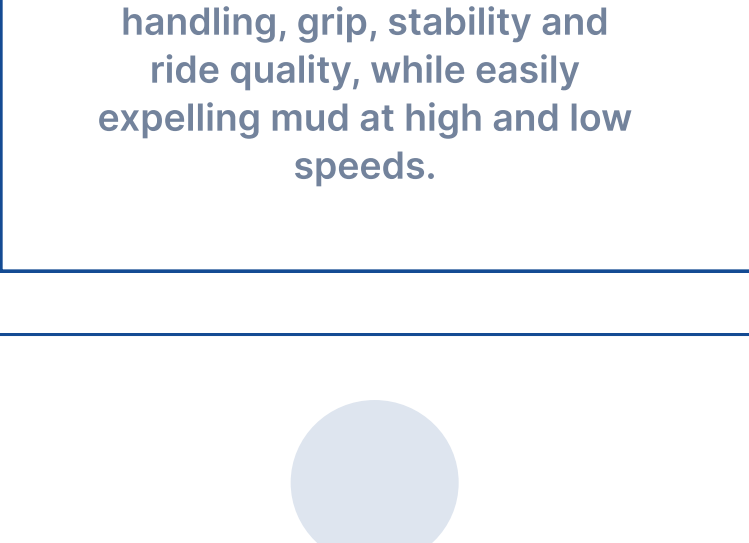 handling, grip, stability and
ride quality, while easily
expelling mud at high and low
speeds.